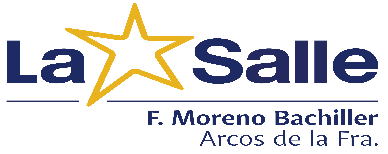 La Salle
F. Moreno Bachiller
Arcos de la Fra.